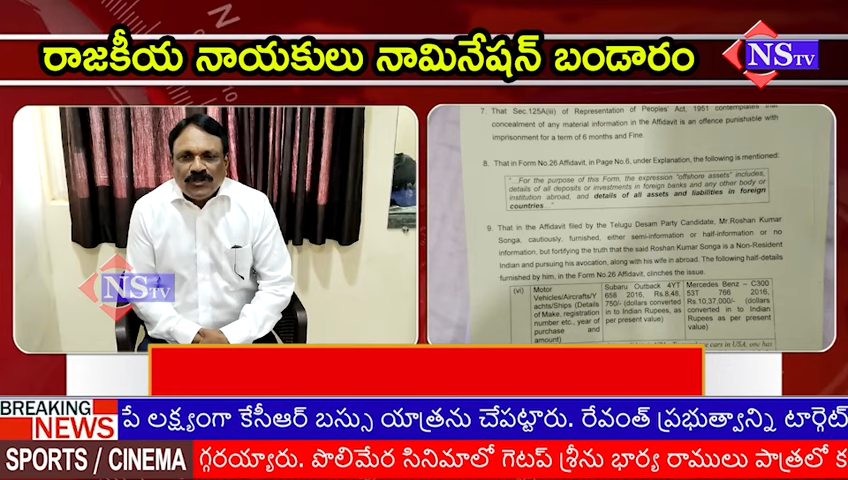 రాజకీయ నాయకులు నామినేషన్ బండారం
NS TV
7. That Sec.125A(iii) of Representation of Peoples' Act, 1951 contemplates that
concealment of any material information in the Affidavit is an offence punishable with
imprisonment for a term of 6 months and Fine.
8. That in Form No.26 Affidavit, in Page No.6, under Explanation, the following is mentioned:
"...For the purpose of this Form, the expression "offshore assets" includes,
details of all deposits or investments in foreign banks and any other body or
institution abroad, and details of all assets and liabilities in foreign
countries..."
9. That in the Affidavit filed by the Telugu Desam Party Candidate, Mr.Roshan Kumar
Songa, cautiously, furnished, either semi-information or half-information or no
information, but fortifying the truth that the said Roshan Kumar Songa is a Non-Resident
Indian and pursuing his avocation, along with his wife in abroad. The following half-details
furnished by him, in the Form No.26 Affidavit, clinches the issue.
(vi) Motor Vehicles/Aircrafts/Y
achts/Ships (Details
of Make, registration
number etc., year of
purchase and
amount)
Subaru Outback 4YT
658 2016, Rs.8,48,
750/- (dollars converted
in to Indian Rupees, as
per present value)
Mercedes Benz – C300
53T 766 2016,
Rs.10,37,000/- (dollars
converted in to Indian
Rupees as per present
value)
cars in USA, one has
NS TV
BREAKING
NEWS
పే లక్ష్యంగా కేసీఆర్ బస్సు యాత్రను చేపట్టారు. రేవంత్ ప్రభుత్వాన్ని టార్గెట్
SPORTS / CINEMA
గ్గరయ్యారు. పొలిమేర సినిమాలో గెటప్ శ్రీను భార్య రాములు పాత్రలో క